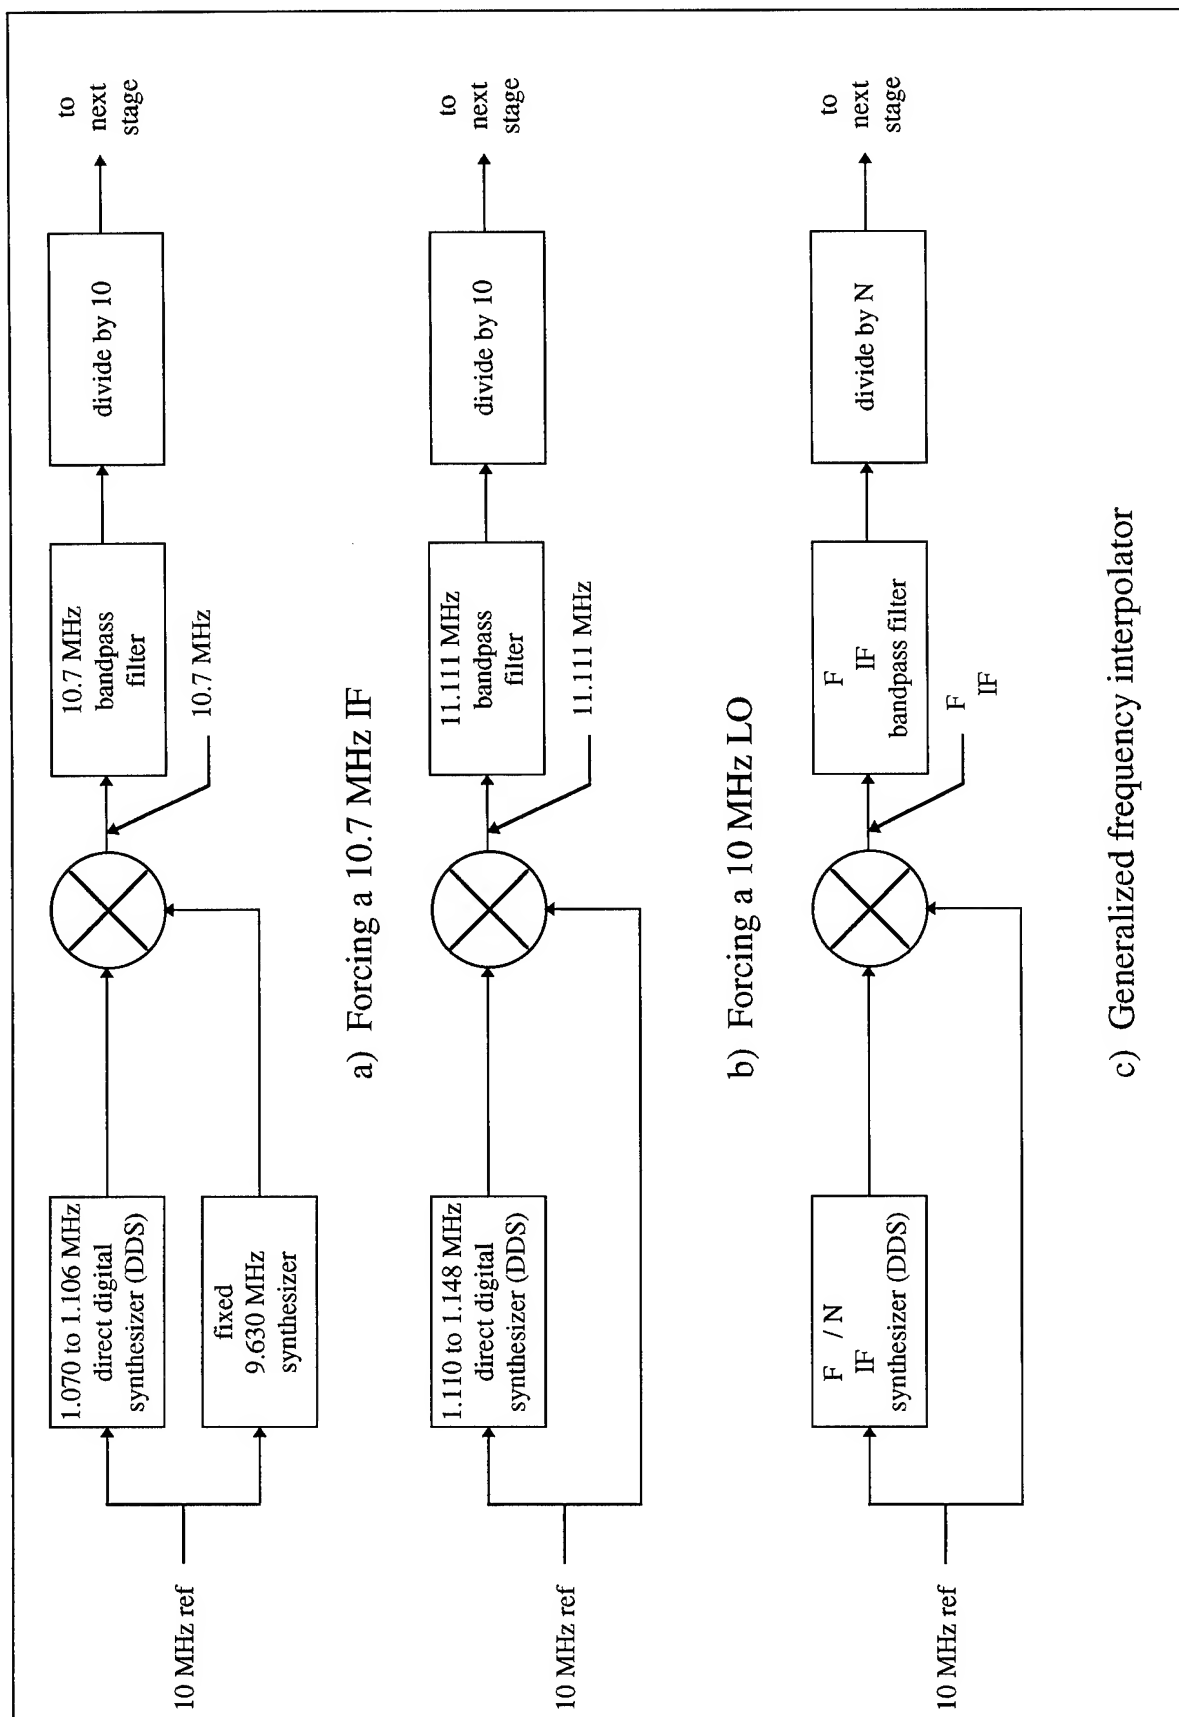 10 MHz ref
1.070 to 1.106 MHz
direct digital
synthesizer (DDS)
fixed
9.630 MHz
synthesizer
10.7 MHz
bandpass
filter
10.7 MHz
divide by 10
to
next
stage
a) Forcing a 10.7 MHz IF
10 MHz ref
1.110 to 1.148 MHz
direct digital
synthesizer (DDS)
11.111 MHz
bandpass
filter
11.111 MHz
divide by 10
to
next
stage
b) Forcing a 10 MHz LO
10 MHz ref
F / N
IF
synthesizer (DDS)
F
IF
bandpass filter
F
IF
divide by N
to
next
stage
c) Generalized frequency interpolator